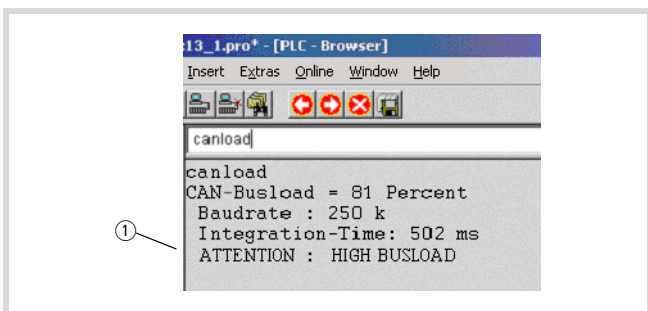 :13_1.pro* - [PLC - Browser]
Insert Extras Online Window Help
canload
canload
CAN-Busload = 81 Percent
Baudrate : 250 k
Integration-Time: 502 ms
1
ATTENTION : HIGH BUSLOAD